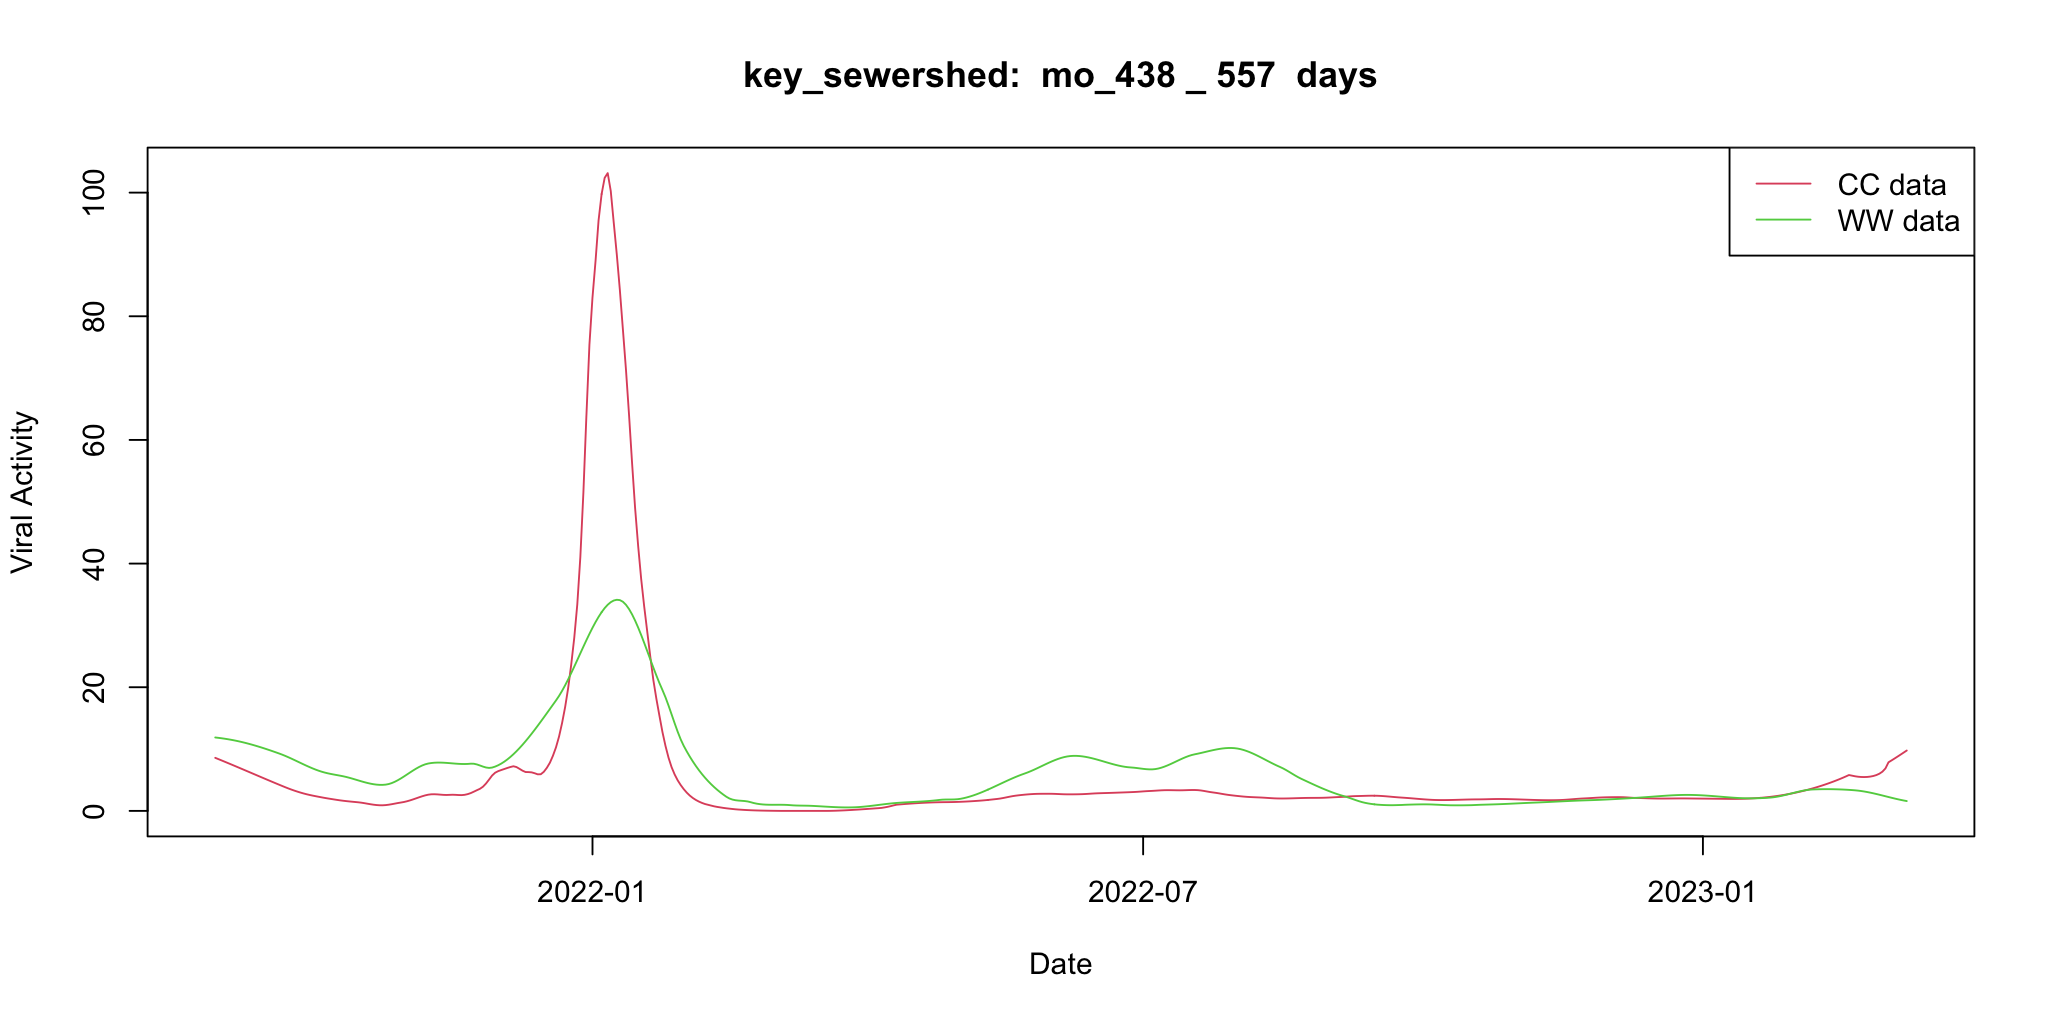 key_sewershed: mo_438 _ 557 days
CC data
WW data
Viral Activity
100
80
60
40
20
0
2022-01
2022-07
2023-01
Date